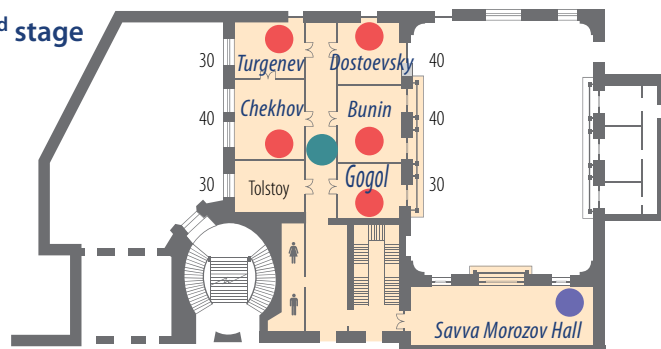 d stage
30
Turgenev
Dostoevsky
40
40
Chekhov
Bunin
40
30
Tolstoy
Gogol
30
Savva Morozov Hall